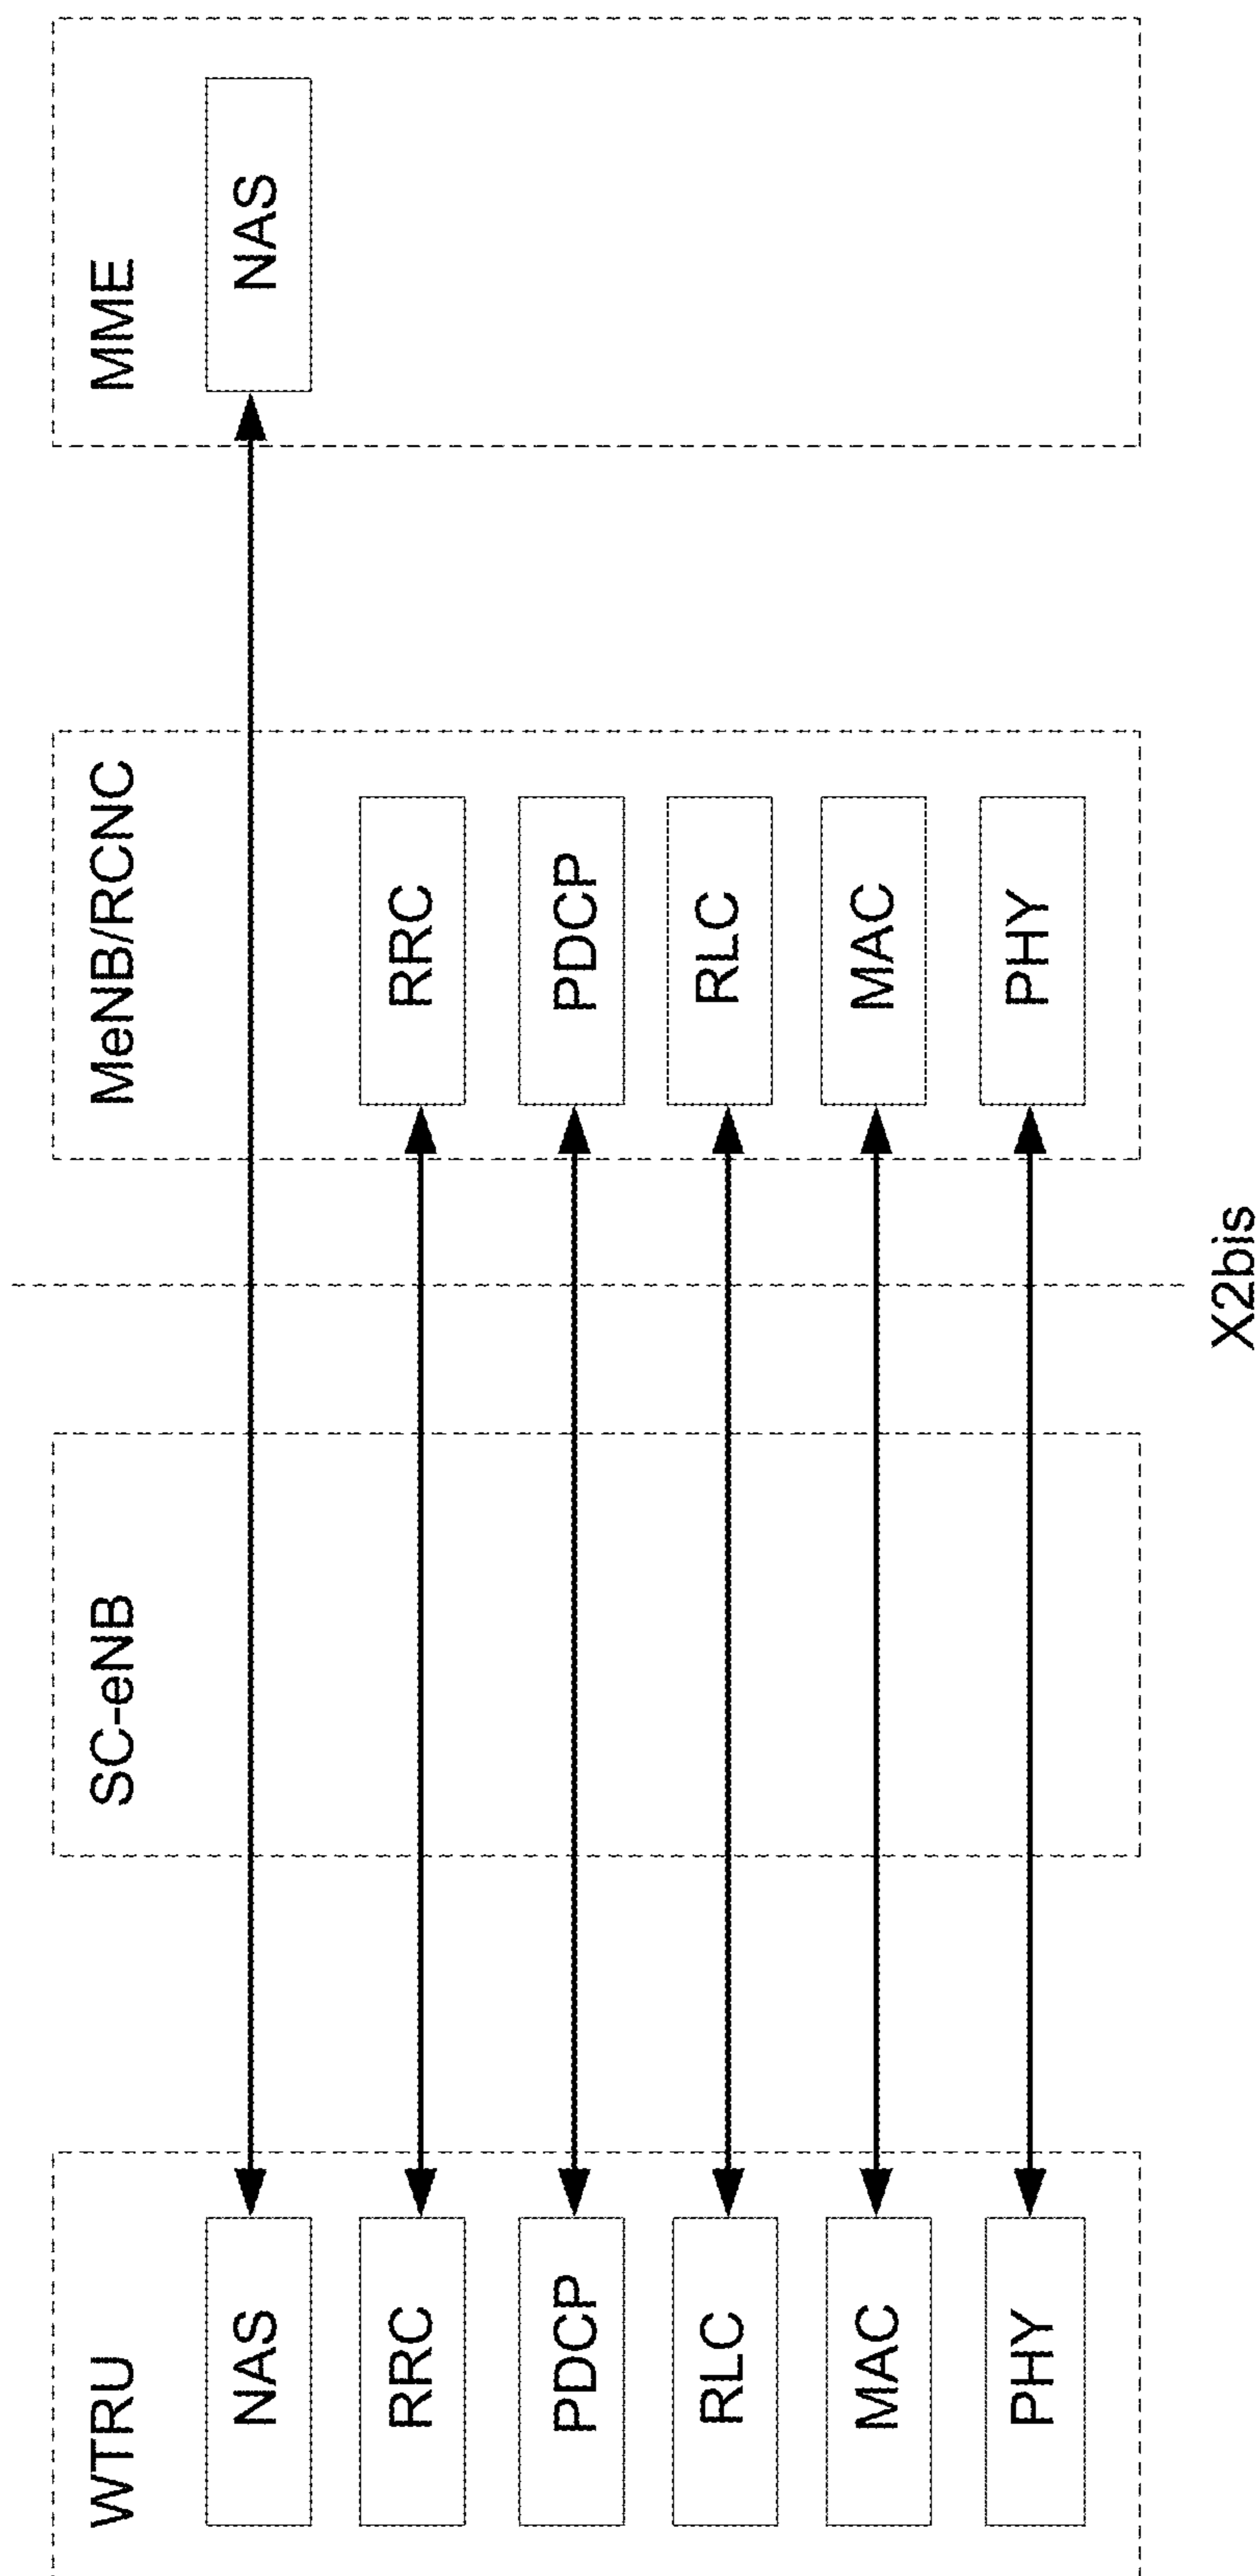 WTRU
NAS
RRC
PDCP
RLC
MAC
PHY
SC-eNB
MeNB/RCNC
RRC
PDCP
RLC
MAC
PHY
MME
NAS
X2bis